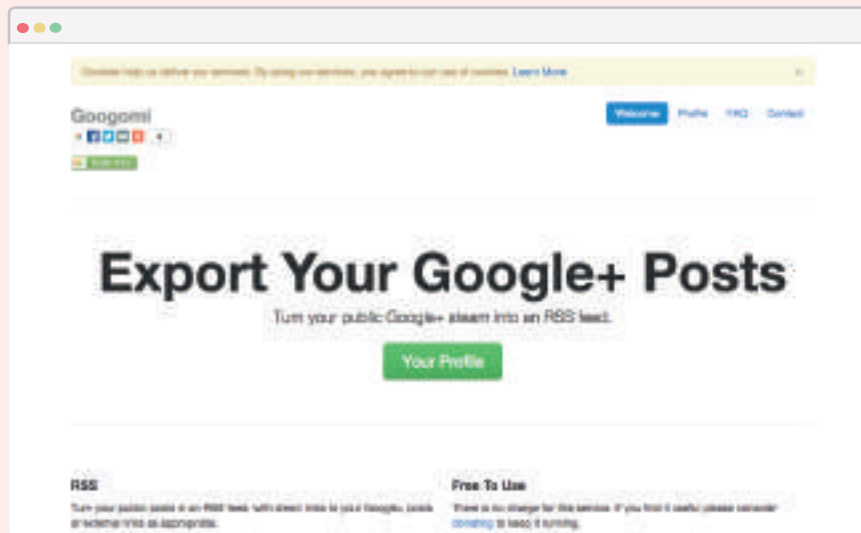 Cookies help us deliver our services. By using our services, you agree to our use of cookies. Learn More
Googomi
Welcome Profile FAQ Contact
Export Your Google+ Posts
Turn your public Google+ steam into an RSS feed.
Your Profile
RSS
Turn your public posts in an RSS feed, with direct links to your Google+ posts
or external links as appropriate.
Free To Use
There is no charge for this service. If you find it useful please consider
donating to keep it running.